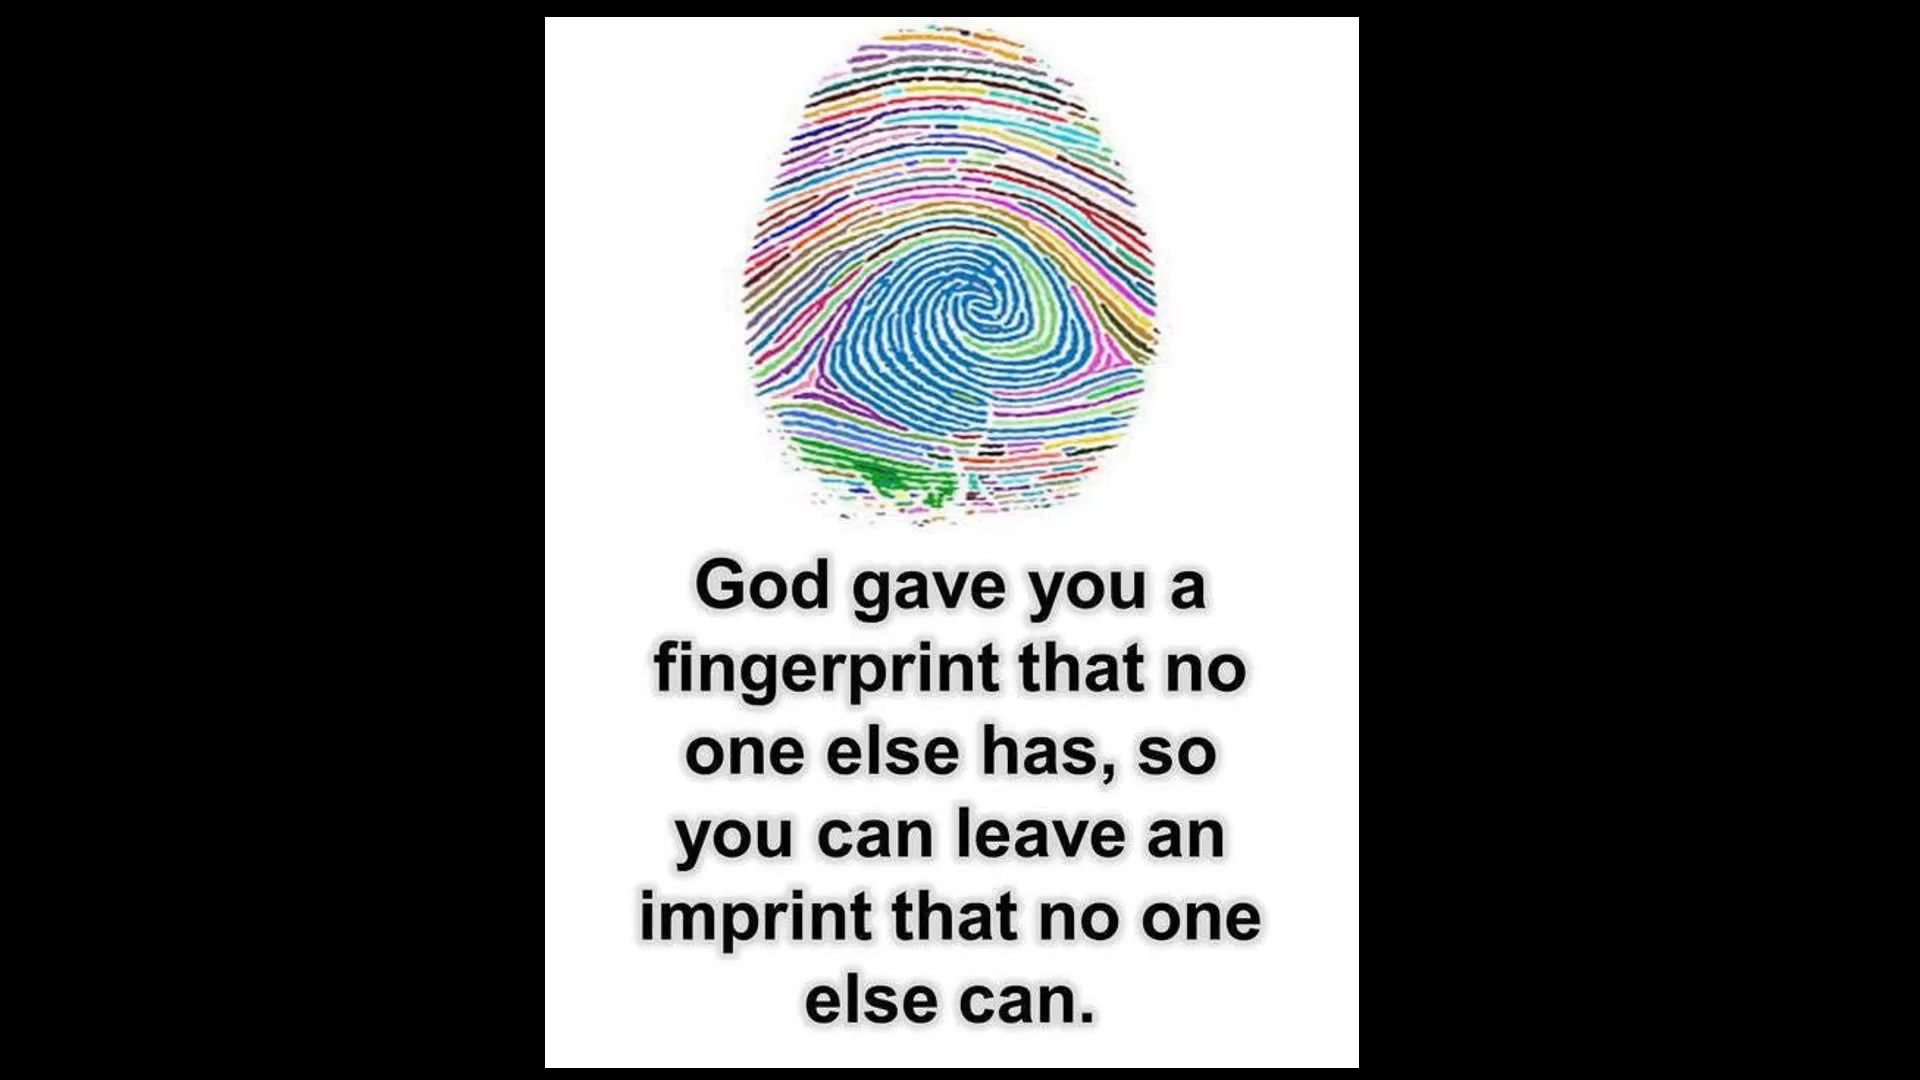 God gave you a
fingerprint that no
one else has, so
you can leave an
imprint that no one
else can.